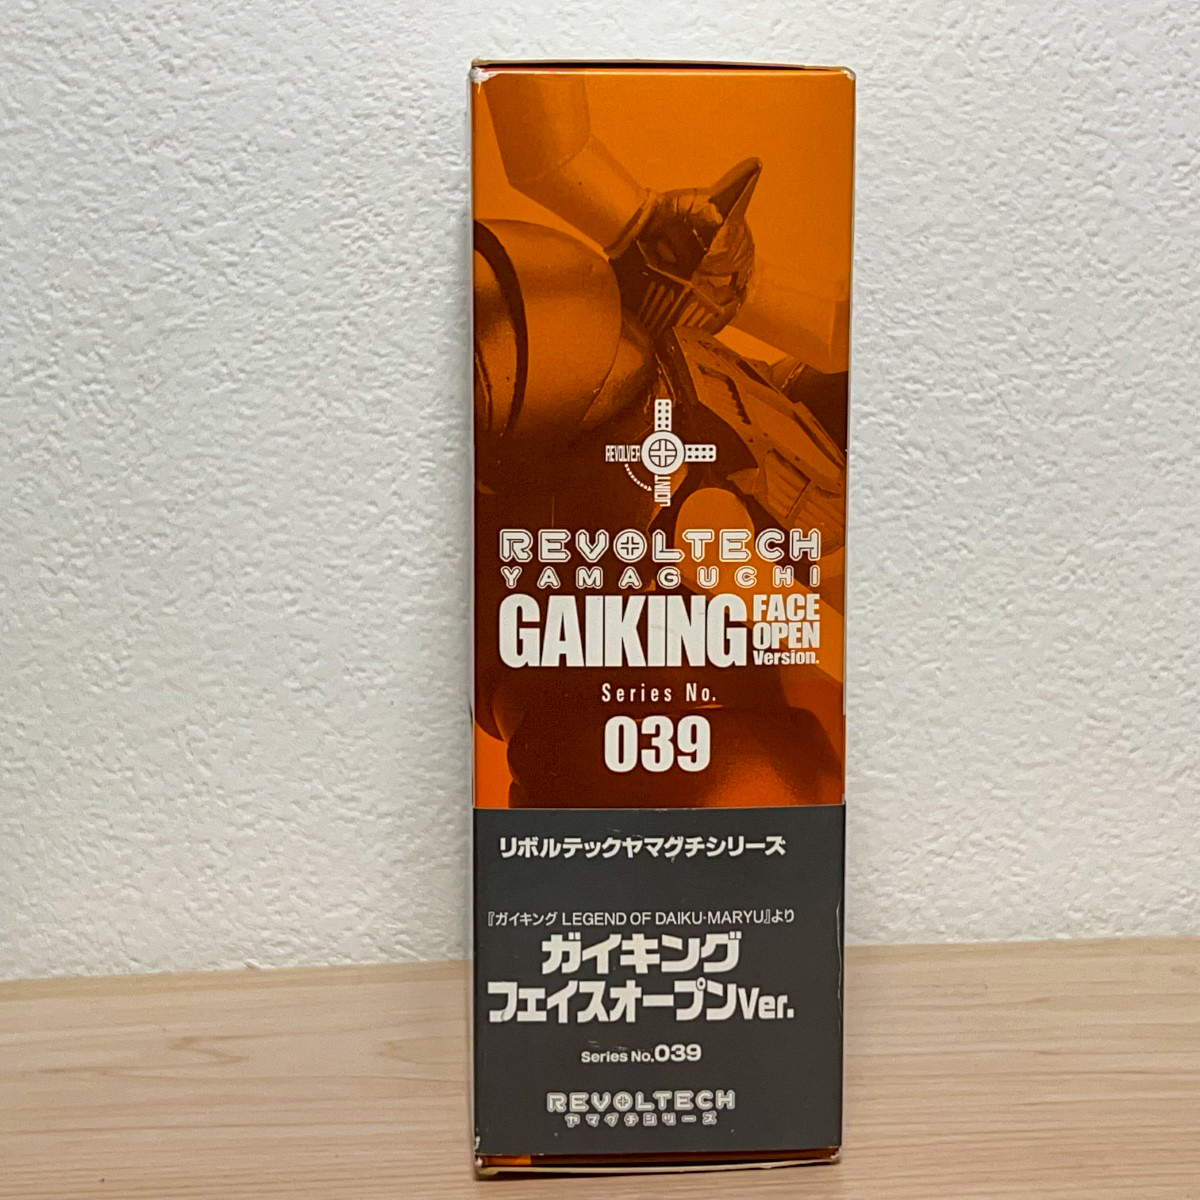 REVOLVER
JOINT
REVOLTECH
YAMAGUCHI
GAIKING FACE OPEN Version.
Series No.
039
リボルテックヤマグチシリーズ
『ガイキング LEGEND OF DAIKU-MARYU』より
ガイキング
フェイスオープンVer.
Series No.039
REVOLTECH
ヤマグチシリーズ